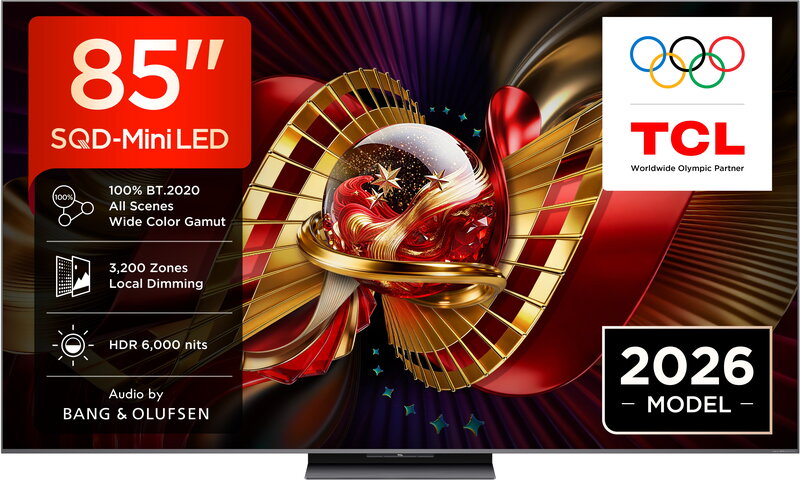 85"
SQD-Mini LED
100%
100% BT.2020
All Scenes
Wide Color Gamut
3,200 Zones
Local Dimming
HDR 6,000 nits
Audio by
BANG & OLUFSEN
TCL
Worldwide Olympic Partner
2026
– MODEL –
TCL